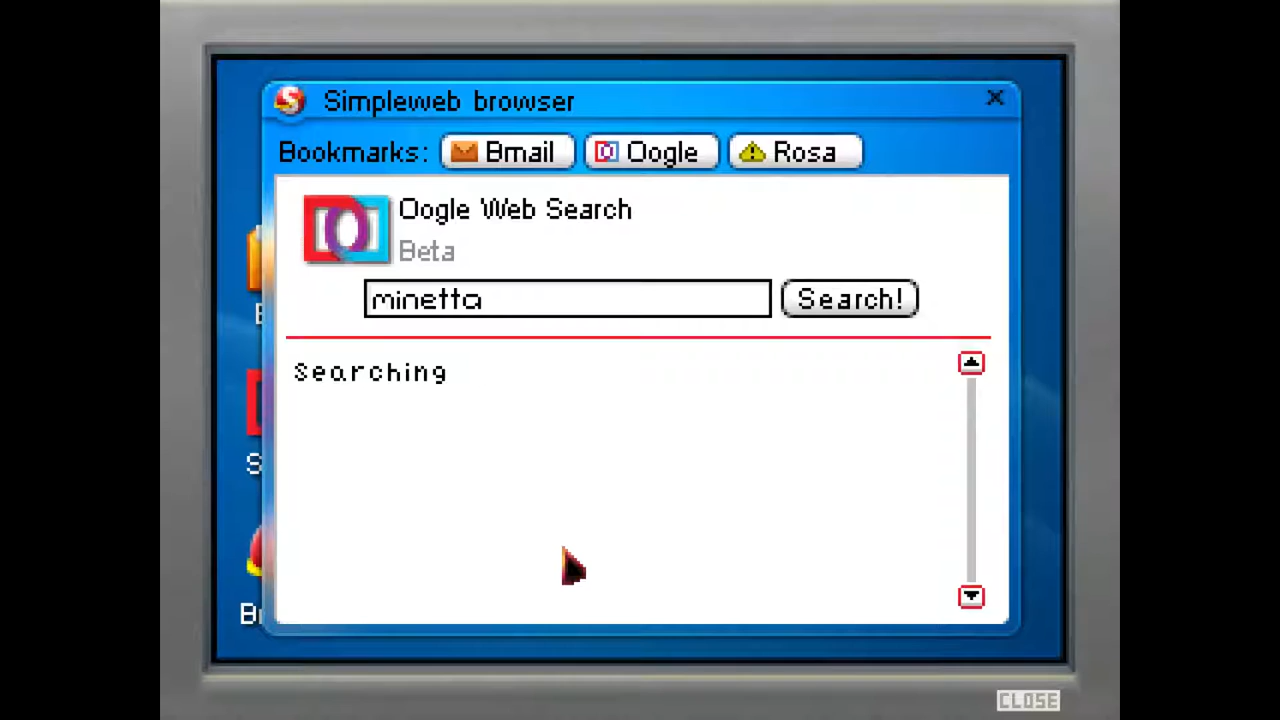 Simpleweb browser
Bookmarks: Bmail Oogle Rosa
Oogle Web Search
Beta
minetta Search!
Searching
S
CLOSE